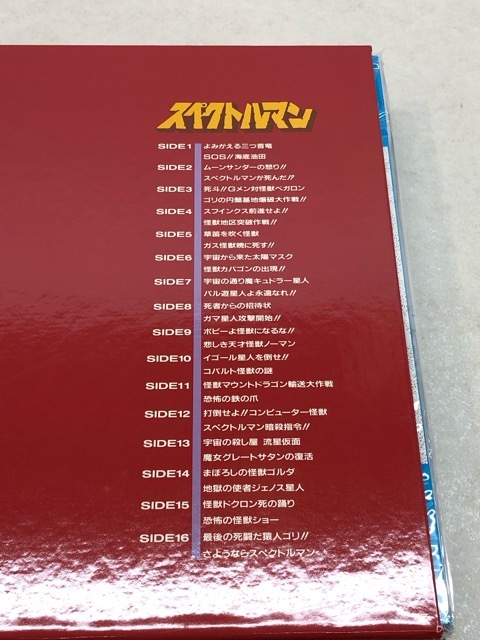 スペクトルマン
SIDE1 よみかえる三つ首竜
SOS!!海底油田
SIDE2 ムーンサンダーの怒り!!
スペクトルマンが死んだ!!
SIDE3 死斗!!Gメン対怪獣ベガロン
ゴリの円盤基地爆破大作戦!!
SIDE4 スフインクス前進せよ!!
怪獣地区突破作戦!!
SIDE5 草笛を吹く怪獣
ガス怪獣暁に死す!!
SIDE6 宇宙から来た太陽マスク
怪獣カバゴンの出現!!
SIDE7 宇宙の通り魔キュドラー星人
パル遊星人よ永遠なれ!!
SIDE8 死者からの招待状
ガマ星人攻撃開始!!
SIDE9 ボビーよ怪獣になるな!!
悲しき天才怪獣ノーマン
SIDE10 イゴール星人を倒せ!!
コバルト怪獣の謎
SIDE11 怪獣マウントドラゴン輸送大作戦
恐怖の鉄の爪
SIDE12 打倒せよ!!コンピューター怪獣
スペクトルマン暗殺指令!!
SIDE13 宇宙の殺し屋 流星仮面
魔女グレートサタンの復活
SIDE14 まぼろしの怪獣ゴルダ
地獄の使者ジェノス星人
SIDE15 怪獣ドクロン死の踊り
恐怖の怪獣ショー
SIDE16 最後の死闘だ猿人ゴリ!!
さようならスペクトルマン